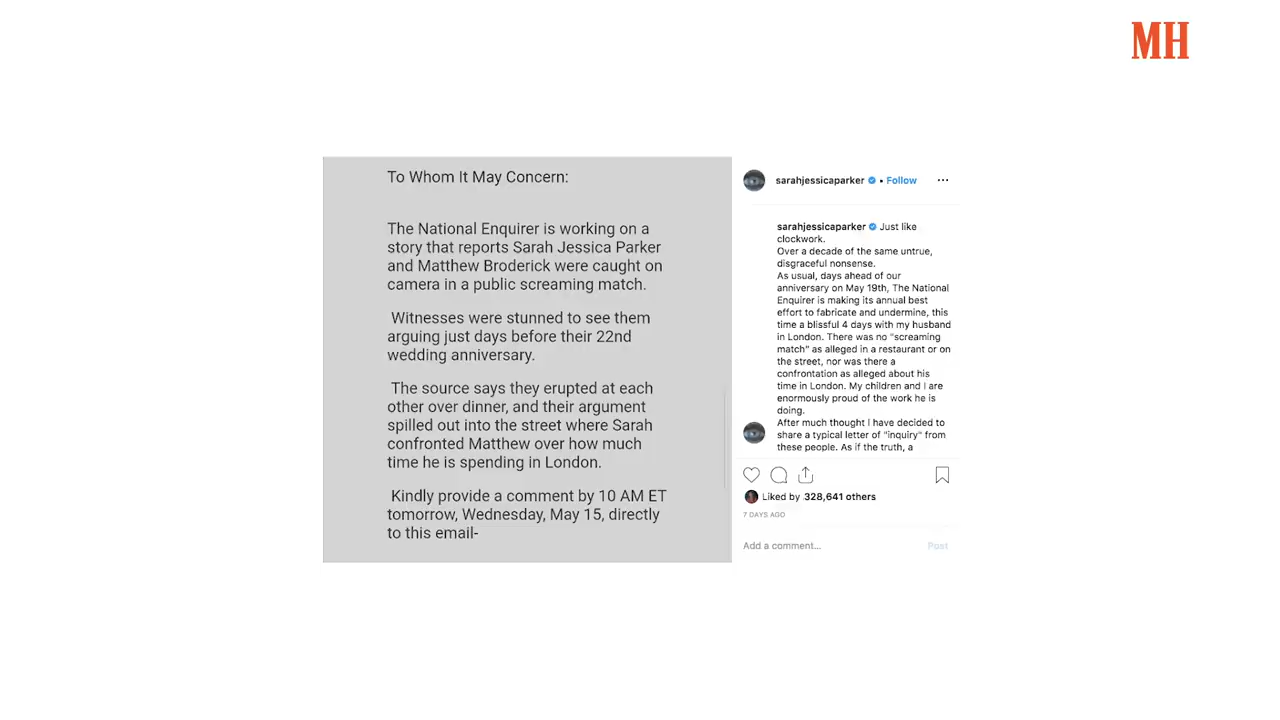 MH
To Whom It May Concern:
The National Enquirer is working on a
story that reports Sarah Jessica Parker
and Matthew Broderick were caught on
camera in a public screaming match.
Witnesses were stunned to see them
arguing just days before their 22nd
wedding anniversary.
The source says they erupted at each
other over dinner, and their argument
spilled out into the street where Sarah
confronted Matthew over how much
time he is spending in London.
Kindly provide a comment by 10 AM ET
tomorrow, Wednesday, May 15, directly
to this email-
sarahjessicaparker • Follow
sarahjessicaparker Just like
clockwork.
Over a decade of the same untrue,
disgraceful nonsense.
As usual, days ahead of our
anniversary on May 19th, The National
Enquirer is making its annual best
effort to fabricate and undermine, this
time a blissful 4 days with my husband
in London. There was no "screaming
match" as alleged in a restaurant or on
the street, nor was there a
confrontation as alleged about his
time in London. My children and I are
enormously proud of the work he is
doing.
After much thought I have decided to
share a typical letter of "inquiry" from
these people. As if the truth, a
Liked by 328,641 others
7 DAYS AGO
Add a comment... Post